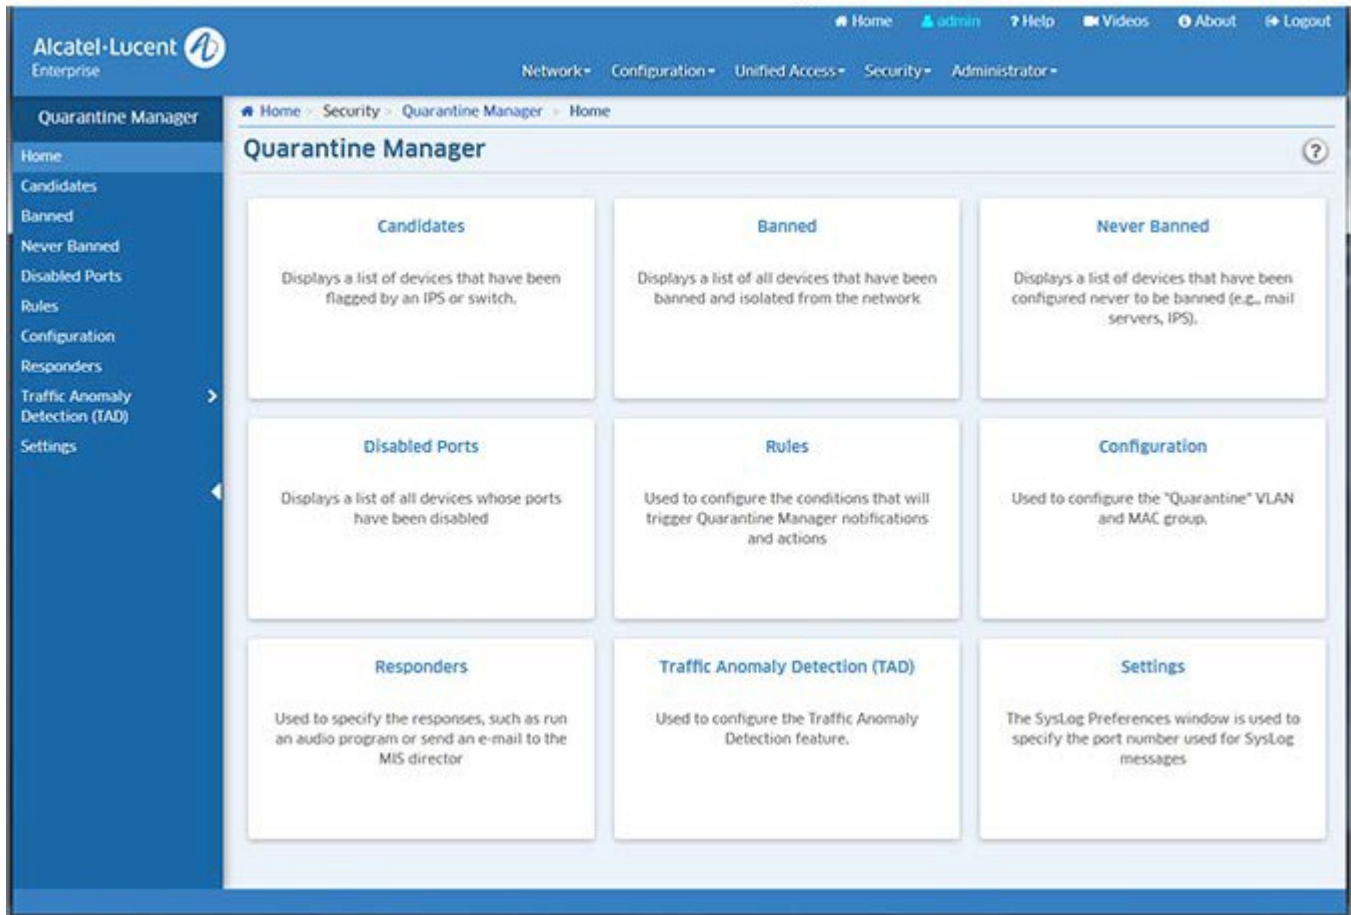 Home admin ? Help Videos About Logout
Alcatel·Lucent
Enterprise
Network Configuration Unified Access Security Administrator
Quarantine Manager
Home
Candidates
Banned
Never Banned
Disabled Ports
Rules
Configuration
Responders
Traffic Anomaly
Detection (TAD)
Settings
Home > Security > Quarantine Manager > Home
Quarantine Manager
?
Candidates
Displays a list of devices that have been
flagged by an IPS or switch.
Banned
Displays a list of all devices that have been
banned and isolated from the network
Never Banned
Displays a list of devices that have been
configured never to be banned (e.g., mail
servers, IPS).
Disabled Ports
Displays a list of all devices whose ports
have been disabled
Rules
Used to configure the conditions that will
trigger Quarantine Manager notifications
and actions
Configuration
Used to configure the "Quarantine" VLAN
and MAC group.
Responders
Used to specify the responses, such as run
an audio program or send an e-mail to the
MIS director
Traffic Anomaly Detection (TAD)
Used to configure the Traffic Anomaly
Detection feature.
Settings
The SysLog Preferences window is used to
specify the port number used for SysLog
messages